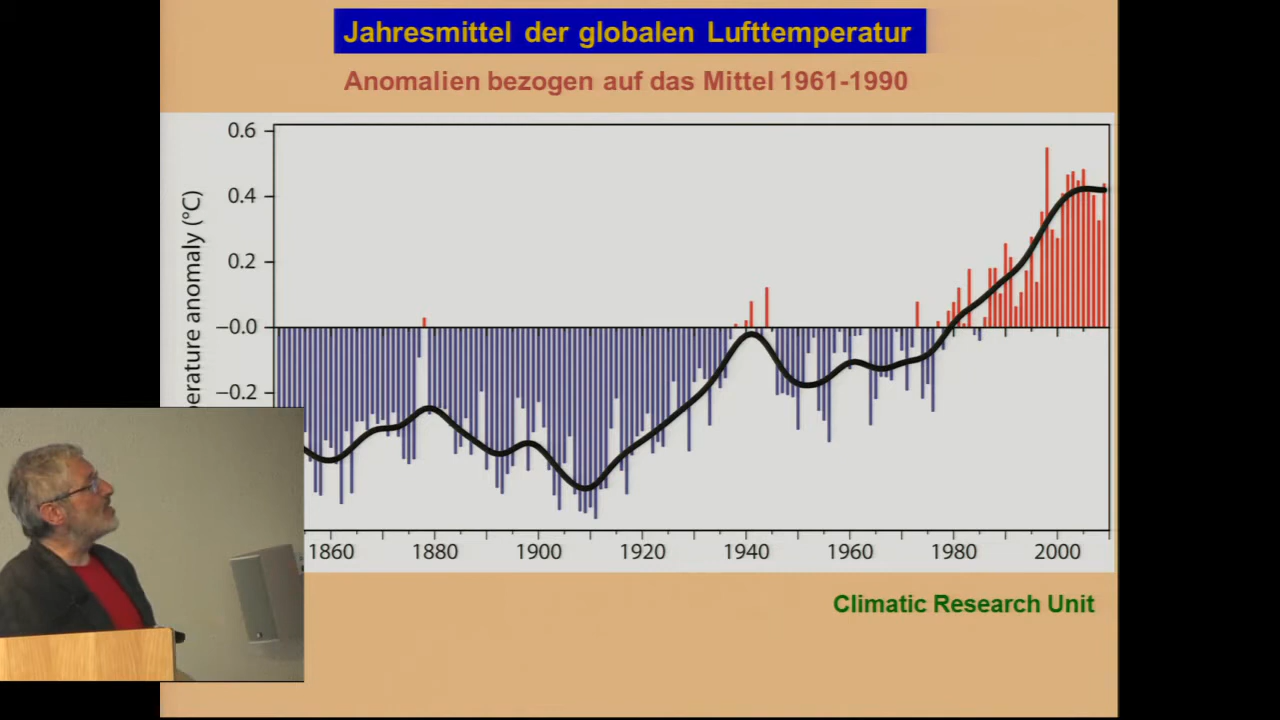 Jahresmittel der globalen Lufttemperatur
Anomalien bezogen auf das Mittel 1961-1990
0.6
0.4
0.2
−0.0
−0.2
anomaly (°C)
1860 1880 1900 1920 1940 1960 1980 2000
Climatic Research Unit